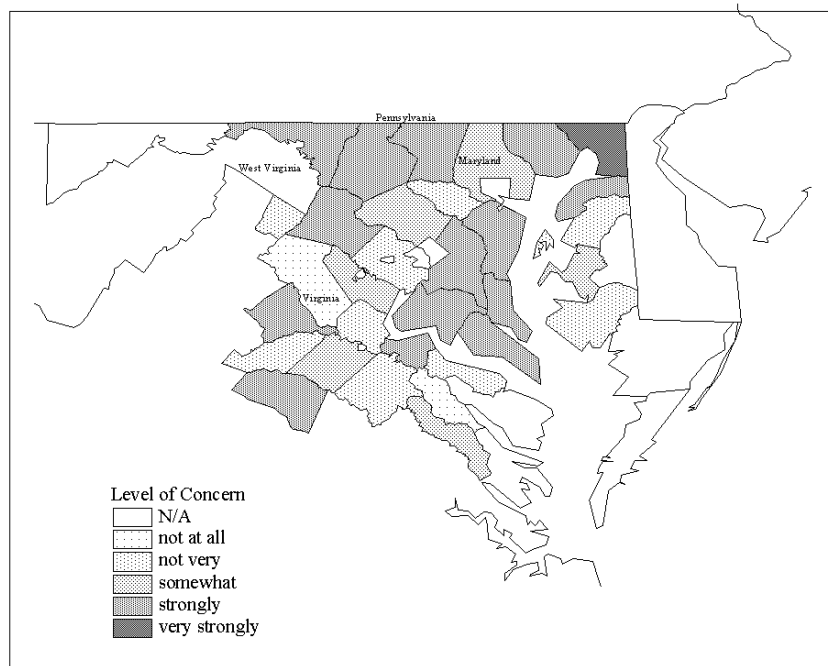 Pennsylvania
Maryland
West Virginia
Virginia
Level of Concern
N/A
not at all
not very
somewhat
strongly
very strongly